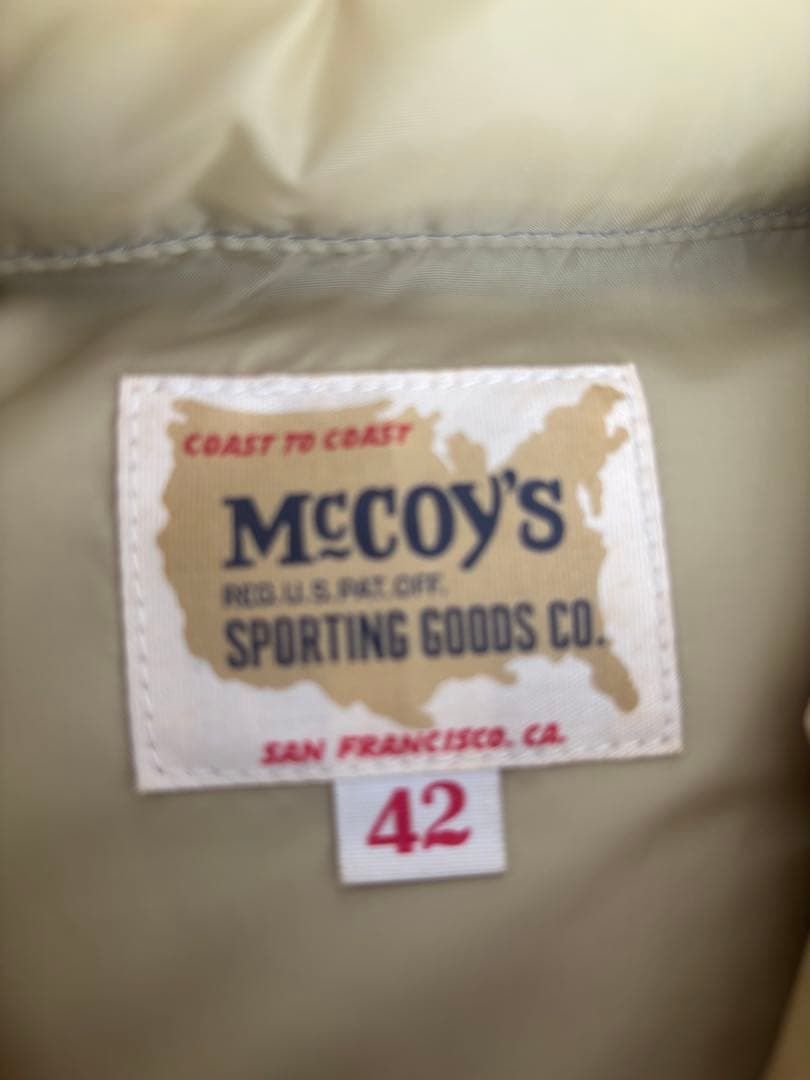 COAST TO COAST
McCOY'S
REG. U.S. PAT. OFF.
SPORTING GOODS CO.
SAN FRANCISCO. CA.
42